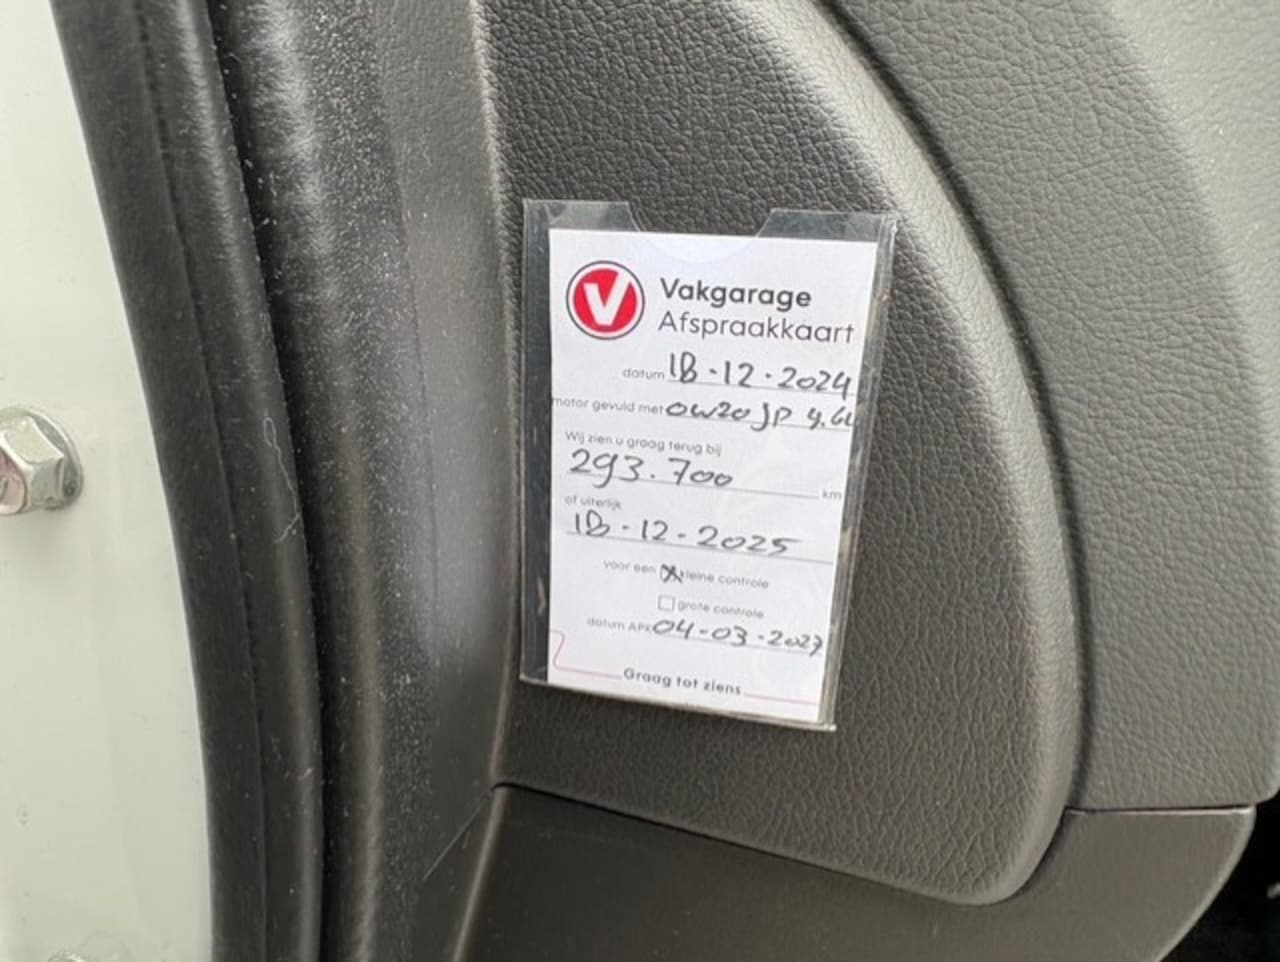 V
Vakgarage
Afspraakkaart
datum 18-12-2024
motor gevuld met 0w20 JP 4.6L
Wij zien u graag terug bij
293.700 km
of uiterlijk
18-12-2025
voor een kleine controle
grote controle
datum APK 04-03-2027
Graag tot ziens